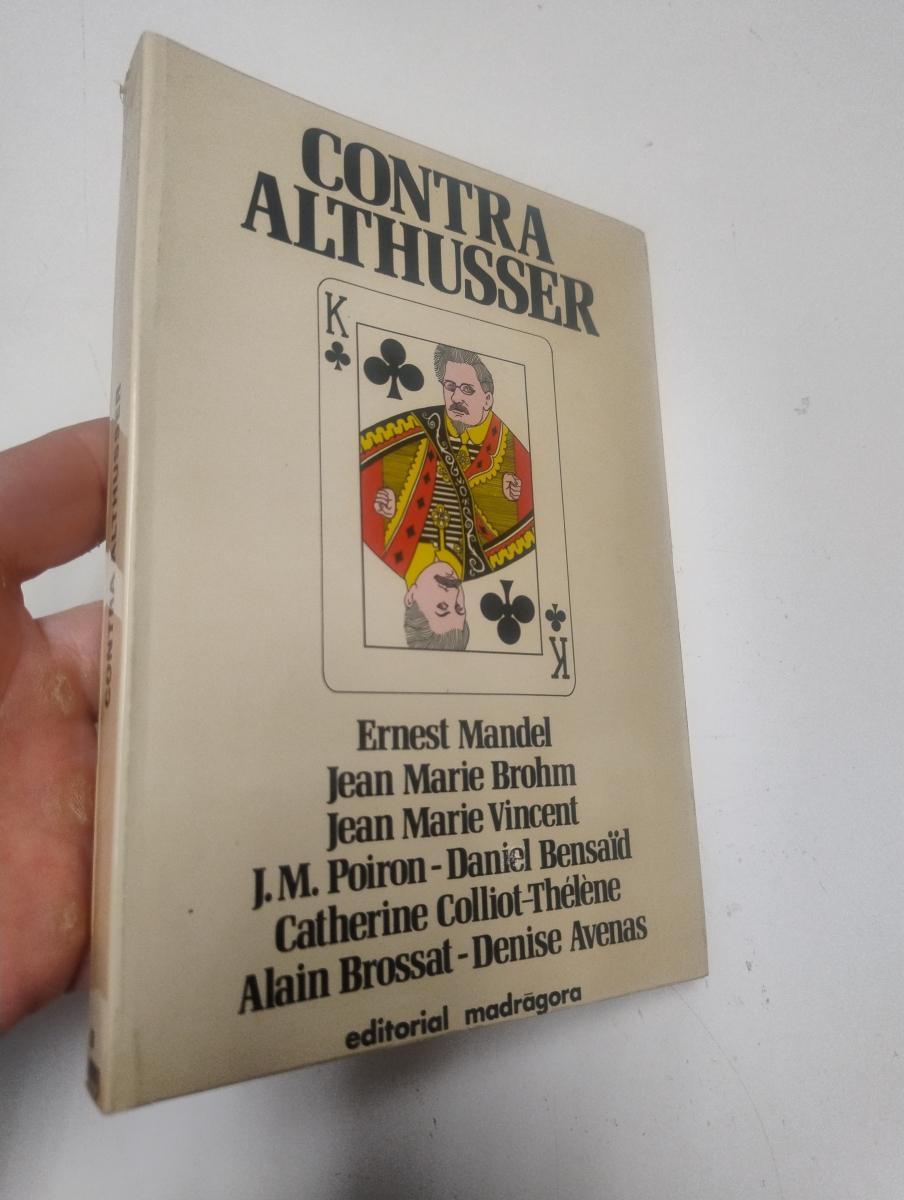 CONTRA
ALTHUSSER
K
K
Ernest Mandel
Jean Marie Brohm
Jean Marie Vincent
J.M. Poiron - Daniel Bensaïd
Catherine Colliot-Thélène
Alain Brossat - Denise Avenas
editorial madrágora
CONTRA ALTHUSSER